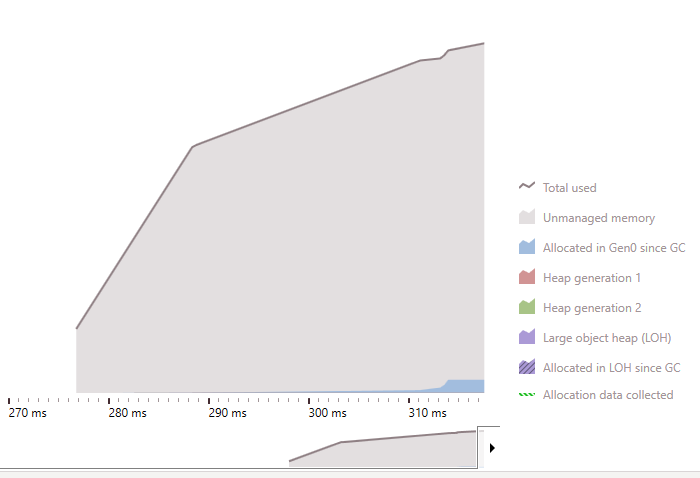 Total used
Unmanaged memory
Allocated in Gen0 since GC
Heap generation 1
Heap generation 2
Large object heap (LOH)
Allocated in LOH since GC
Allocation data collected
270 ms 280 ms 290 ms 300 ms 310 ms